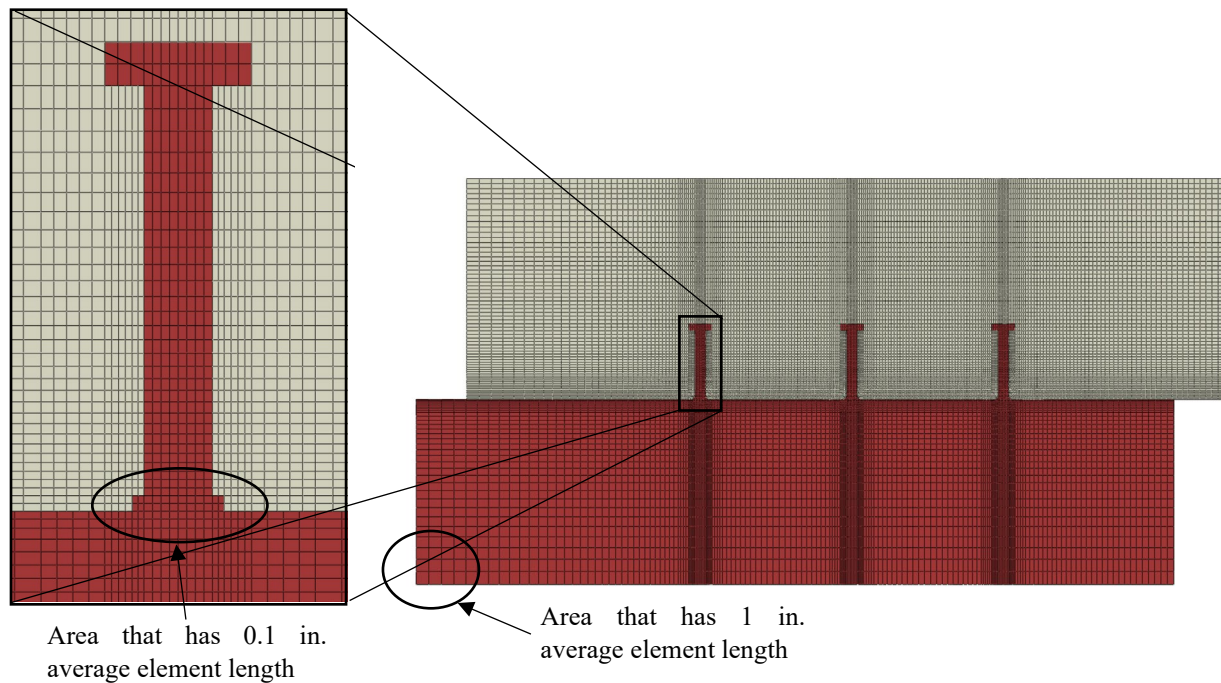 Area that has 0.1 in.
average element length
Area that has 1 in.
average element length